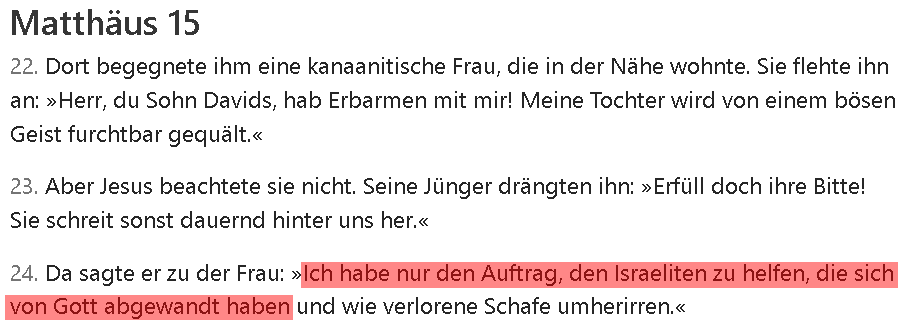 Matthäus 15
22. Dort begegnete ihm eine kanaanitische Frau, die in der Nähe wohnte. Sie flehte ihn
an: »Herr, du Sohn Davids, hab Erbarmen mit mir! Meine Tochter wird von einem bösen
Geist furchtbar gequält.«
23. Aber Jesus beachtete sie nicht. Seine Jünger drängten ihn: »Erfüll doch ihre Bitte!
Sie schreit sonst dauernd hinter uns her.«
24. Da sagte er zu der Frau: »Ich habe nur den Auftrag, den Israeliten zu helfen, die sich
von Gott abgewandt haben und wie verlorene Schafe umherirren.«